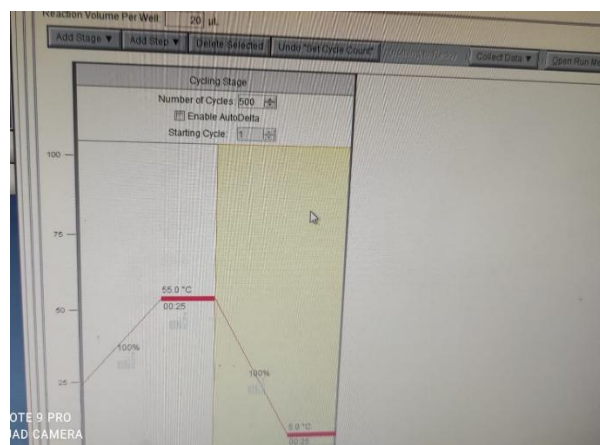 Reaction Volume Per Well 20 µL
Add Stage ▼ Add Step ▼ Delete Selected Undo "Set Cycle Count" Collect Data ▼ Open Run Me
Cycling Stage
Number of Cycles: 500
Enable AutoDelta
Starting Cycle: 1
100
75
50
25
55.0 °C
00:25
100%
100%
5.0 °C
00:25
OTE 9 PRO
AD CAMERA